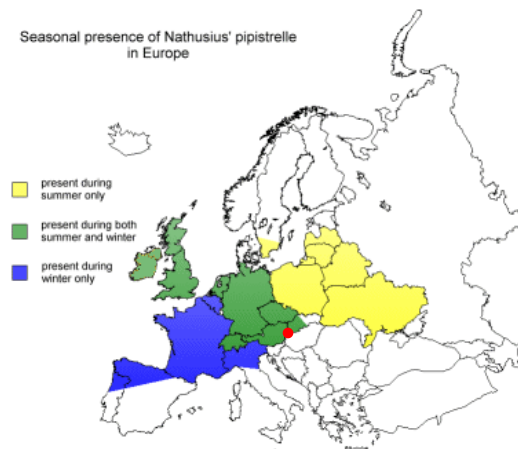 Seasonal presence of Nathusius' pipistrelle
in Europe
present during
summer only
present during both
summer and winter
present during
winter only